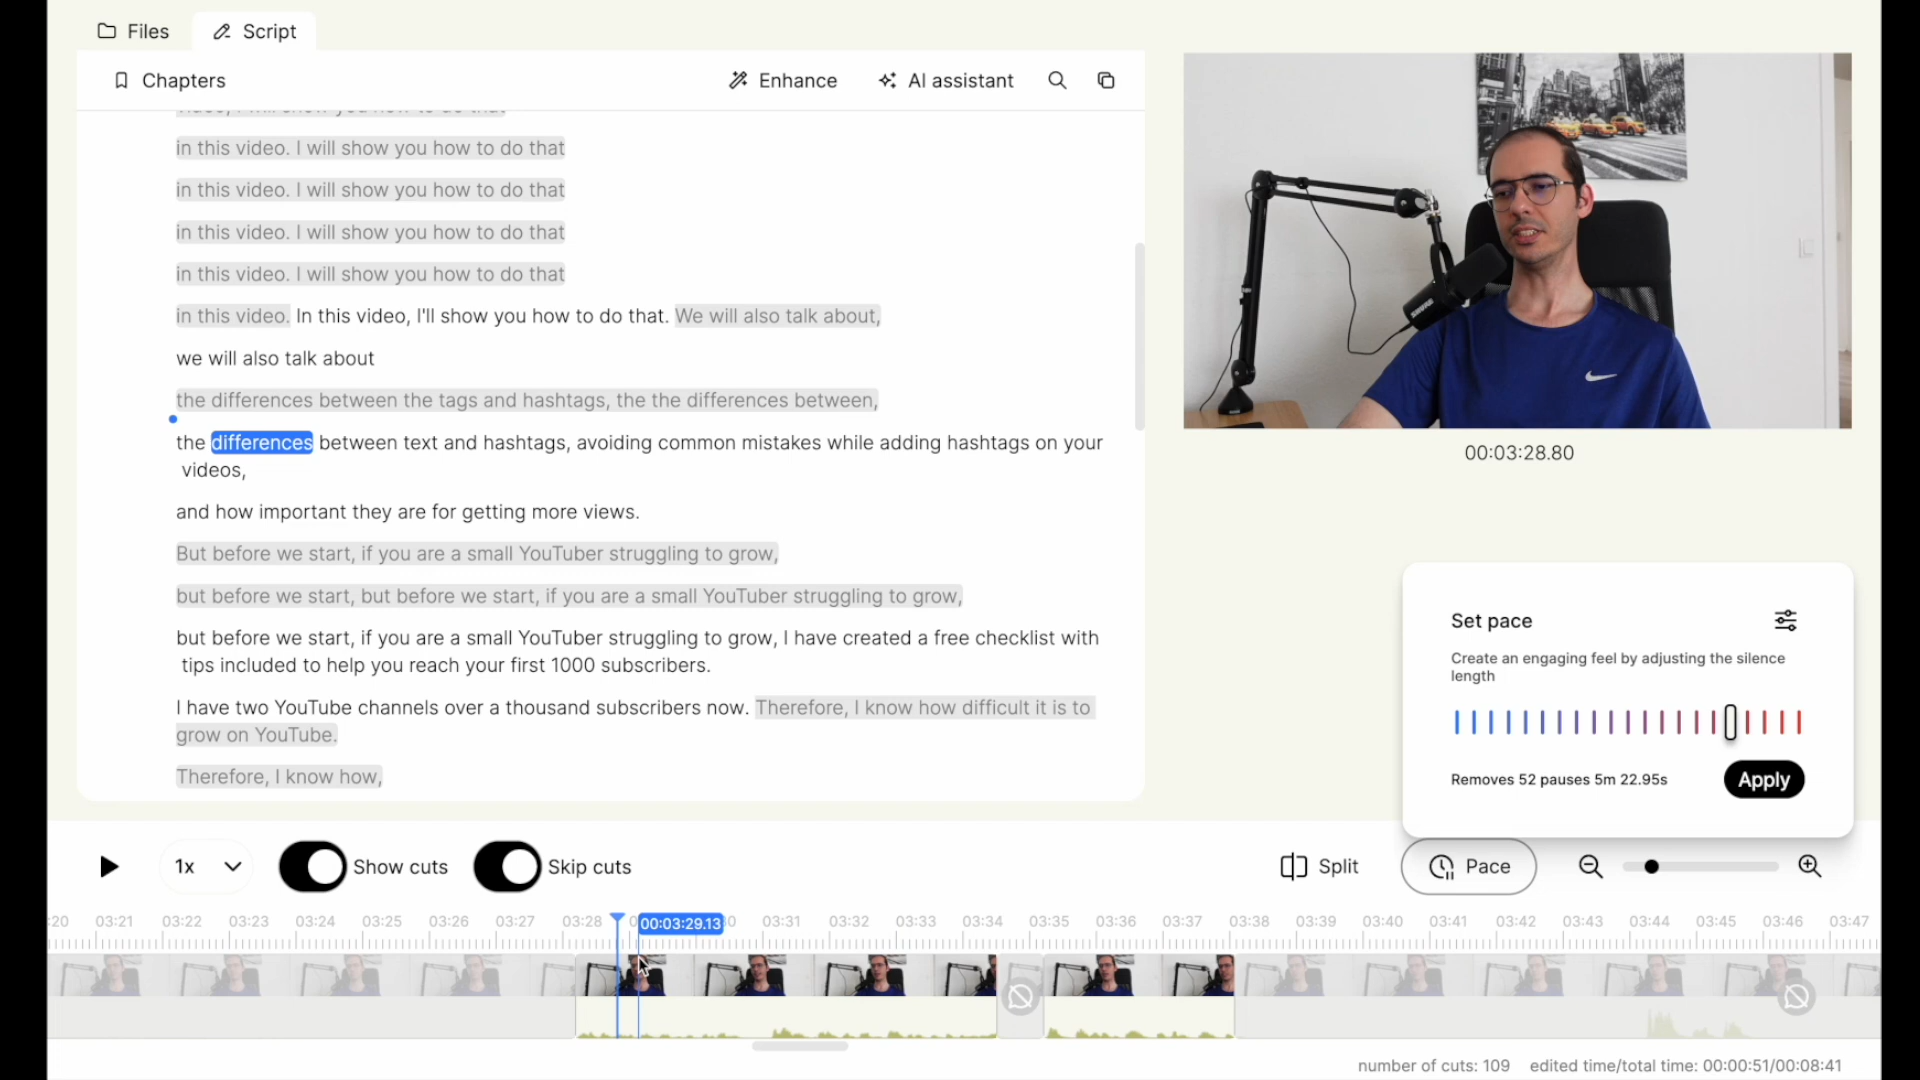 Files
Script
Chapters
Enhance
AI assistant
video, I will show you how to do that
in this video. I will show you how to do that
in this video. I will show you how to do that
in this video. I will show you how to do that
in this video. I will show you how to do that
in this video. In this video, I'll show you how to do that. We will also talk about,
we will also talk about
the differences between the tags and hashtags, the the differences between,
the differences between text and hashtags, avoiding common mistakes while adding hashtags on your
videos,
and how important they are for getting more views.
But before we start, if you are a small YouTuber struggling to grow,
but before we start, but before we start, if you are a small YouTuber struggling to grow,
but before we start, if you are a small YouTuber struggling to grow, I have created a free checklist with
tips included to help you reach your first 1000 subscribers.
I have two YouTube channels over a thousand subscribers now. Therefore, I know how difficult it is to
grow on YouTube.
Therefore, I know how,
SHURE
00:03:28.80
Set pace
Create an engaging feel by adjusting the silence
length
Removes 52 pauses 5m 22.95s
Apply
1x
Show cuts
Skip cuts
Split
Pace
:20 03:21 03:22 03:23 03:24 03:25 03:26 03:27 03:28 00:03:29.13 03:31 03:32 03:33 03:34 03:35 03:36 03:37 03:38 03:39 03:40 03:41 03:42 03:43 03:44 03:45 03:46 03:47
number of cuts: 109 edited time/total time: 00:00:51/00:08:41